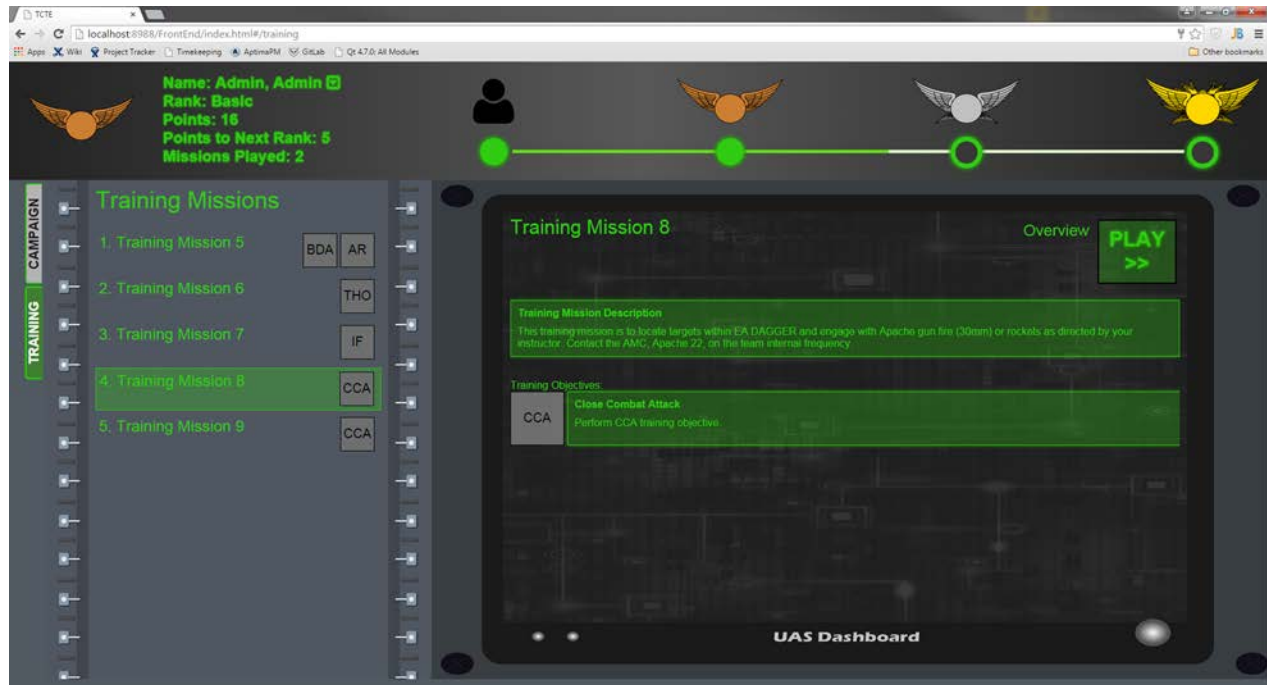 TCTE
localhost:8988/FrontEnd/index.html#/training
Apps Wiki Project Tracker Timekeeping AptimaPM GitLab Qt 4.7.0: All Modules Other bookmarks
Name: Admin, Admin
Rank: Basic
Points: 16
Points to Next Rank: 5
Missions Played: 2
CAMPAIGN
TRAINING
Training Missions
1. Training Mission 5 BDA AR
2. Training Mission 6 THO
3. Training Mission 7 IF
4. Training Mission 8 CCA
5. Training Mission 9 CCA
Training Mission 8
Overview
PLAY
>>
Training Mission Description
This training mission is to locate targets within EA DAGGER and engage with Apache gun fire (30mm) or rockets as directed by your
instructor. Contact the AMC, Apache 22, on the team internal frequency
Training Objectives:
CCA
Close Combat Attack
Perform CCA training objective.
UAS Dashboard